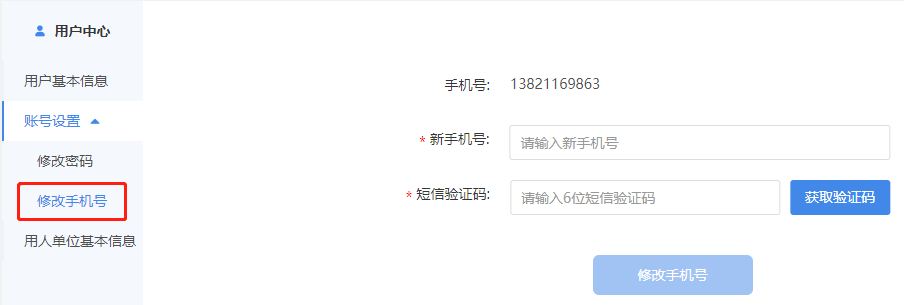 用户中心
用户基本信息
账号设置
修改密码
修改手机号
用人单位基本信息
手机号: 13821169863
* 新手机号: 请输入新手机号
* 短信验证码: 请输入6位短信验证码 获取验证码
修改手机号